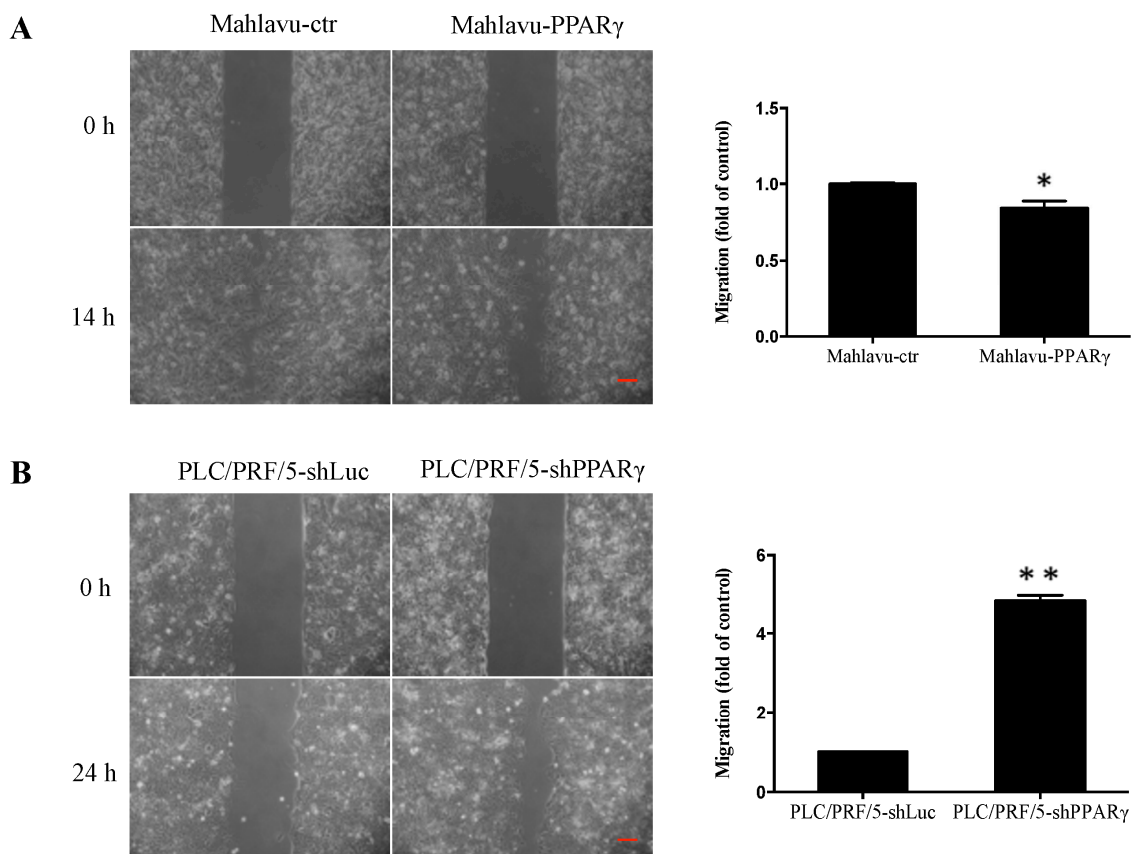 A
Mahlavu-ctr
Mahlavu-PPARγ
0 h
14 h
Migration (fold of control)
1.5
1.0
0.5
0.0
*
Mahlavu-ctr
Mahlavu-PPARγ
B
PLC/PRF/5-shLuc
PLC/PRF/5-shPPARγ
0 h
24 h
Migration (fold of control)
6
4
2
0
**
PLC/PRF/5-shLuc
PLC/PRF/5-shPPARγ